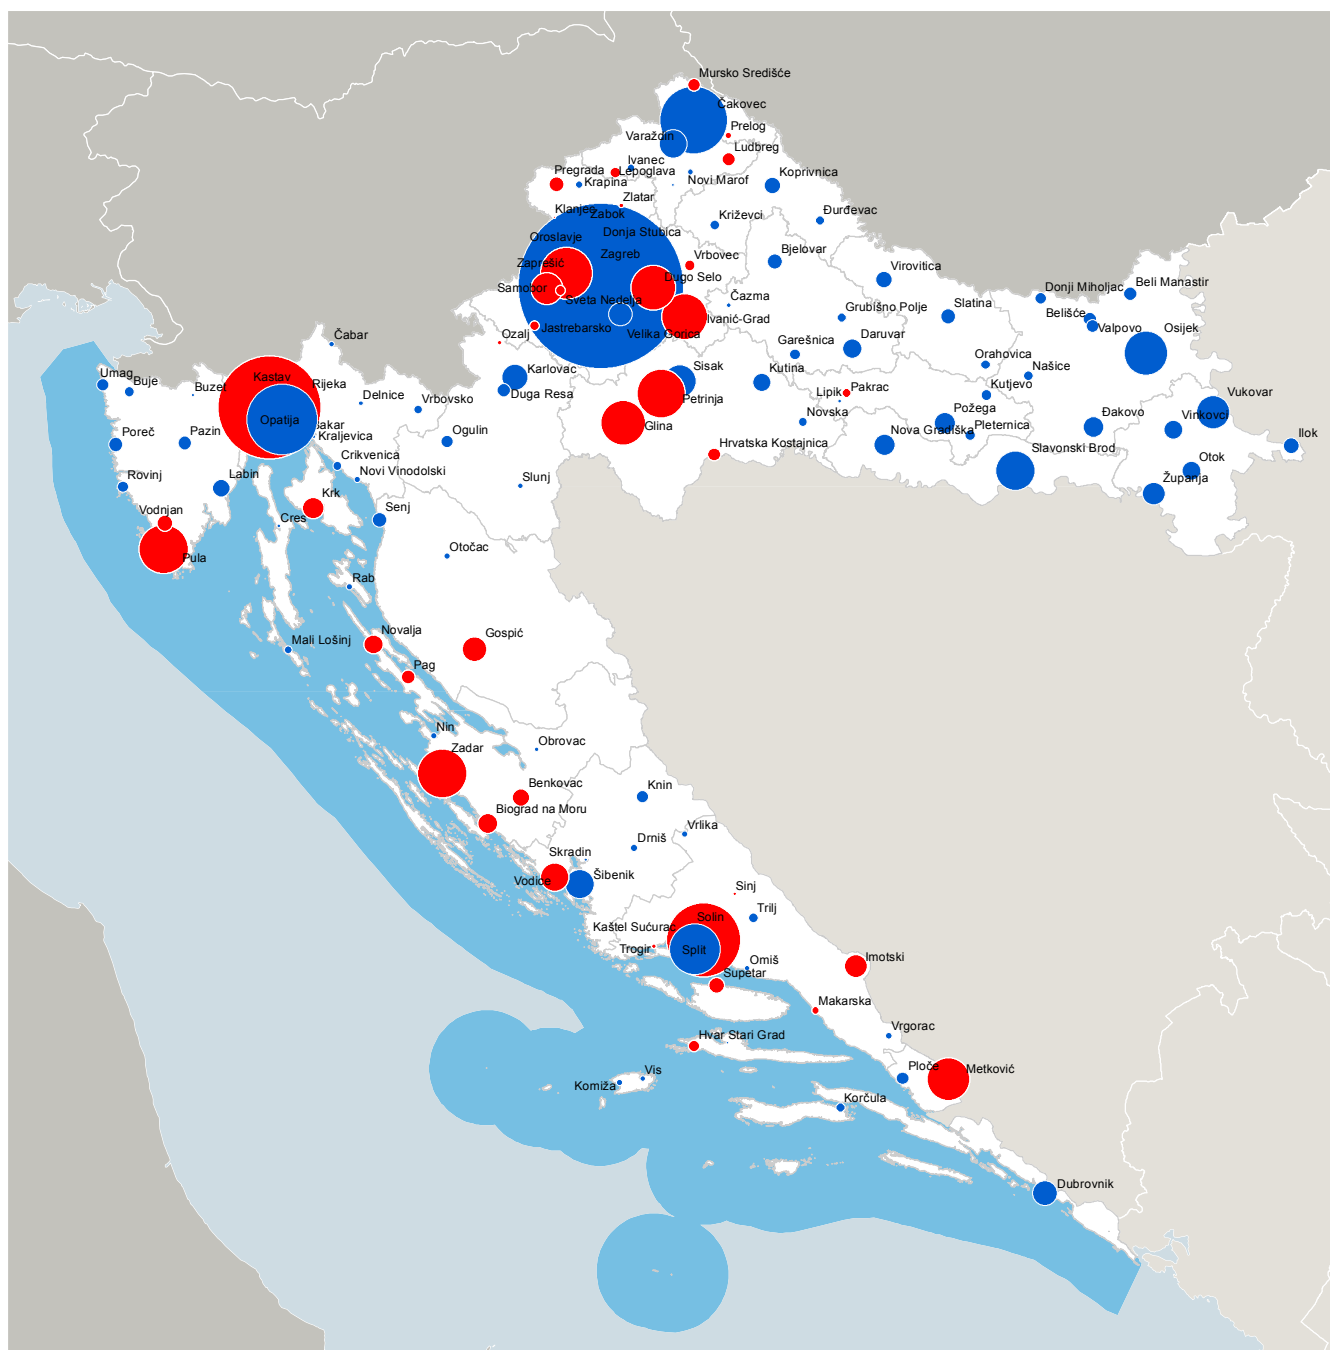 Mursko Središće
Čakovec
Prelog
Varaždin
Ludbreg
Ivanec
Pregrada
Lepoglava
Novi Marof
Koprivnica
Krapina
Zlatar
Klanjec
Zabok
Križevci
Đurđevac
Donja Stubica
Oroslavje
Zagreb
Bjelovar
Vrbovec
Zaprešić
Dugo Selo
Virovitica
Samobor
Sveta Nedelja
Čazma
Donji Miholjac
Beli Manastir
Grubišno Polje
Slatina
Belišće
Jastrebarsko
Ivanić-Grad
Velika Gorica
Valpovo
Osijek
Ozalj
Čabar
Garešnica
Daruvar
Orahovica
Našice
Karlovac
Sisak
Kutina
Umag
Buje
Buzet
Kastav
Rijeka
Delnice
Vrbovsko
Duga Resa
Petrinja
Lipik
Pakrac
Kutjevo
Vukovar
Opatija
Bakar
Kraljevica
Glina
Novska
Požega
Đakovo
Vinkovci
Poreč
Pazin
Ogulin
Nova Gradiška
Pleternica
Ilok
Hrvatska Kostajnica
Slavonski Brod
Crikvenica
Novi Vinodolski
Otok
Rovinj
Labin
Slunj
Županja
Krk
Vodnjan
Cres
Senj
Pula
Otočac
Rab
Mali Lošinj
Novalja
Gospić
Pag
Nin
Zadar
Obrovac
Benkovac
Knin
Biograd na Moru
Vrlika
Drniš
Skradin
Vodice
Šibenik
Sinj
Trilj
Solin
Kaštel Sućurac
Trogir
Split
Omiš
Imotski
Supetar
Makarska
Hvar
Stari Grad
Vrgorac
Vis
Komiža
Ploče
Metković
Korčula
Dubrovnik